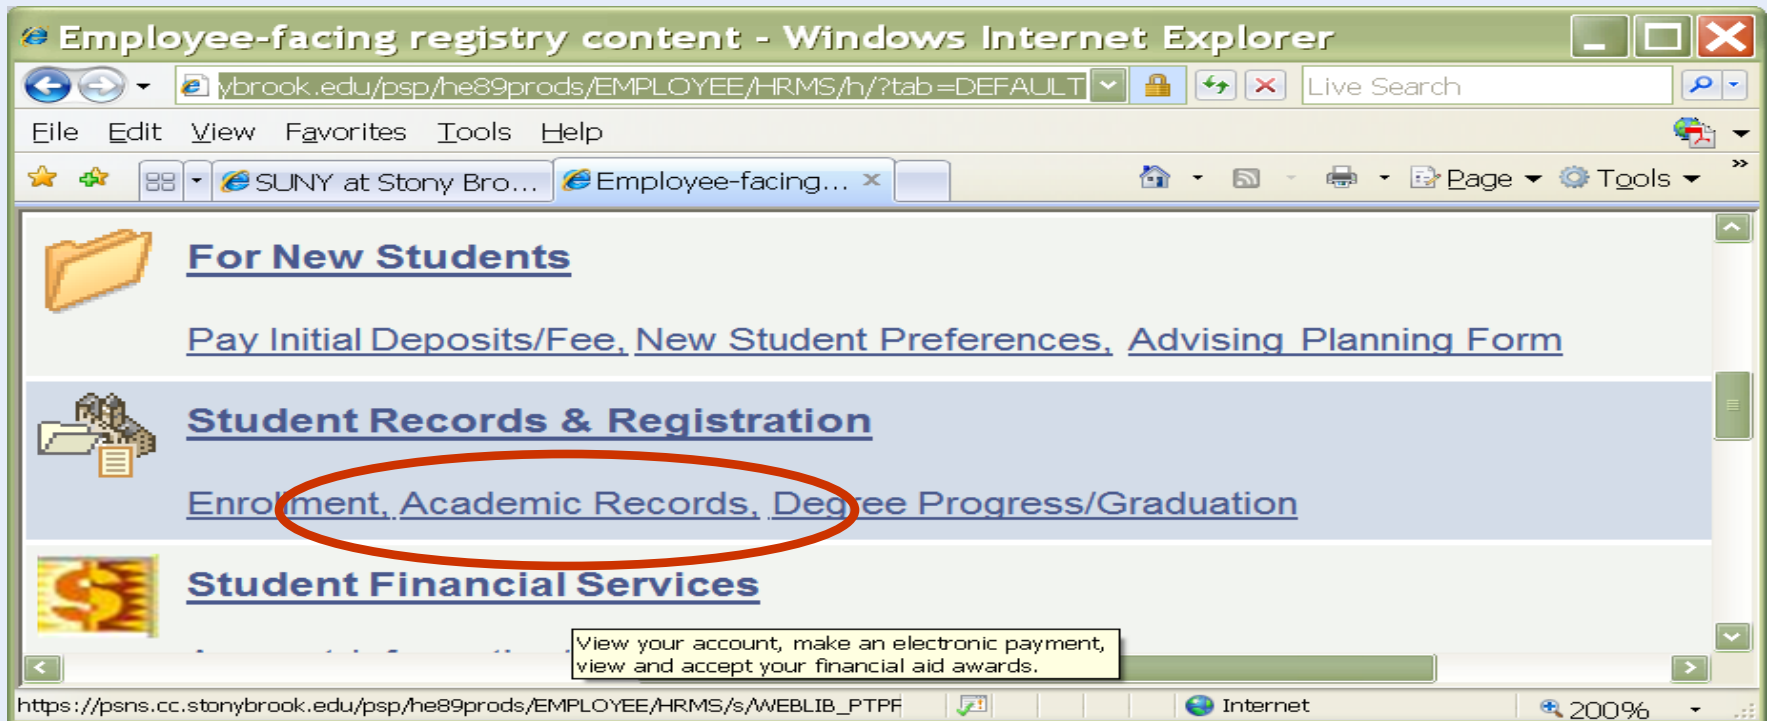 Employee-facing registry content - Windows Internet Explorer
ybrook.edu/psp/he89prods/EMPLOYEE/HRMS/h/?tab=DEFAULT
Live Search
File Edit View Favorites Tools Help
SUNY at Stony Bro... Employee-facing... Page Tools
For New Students
Pay Initial Deposits/Fee, New Student Preferences, Advising Planning Form
Student Records & Registration
Enrollment, Academic Records, Degree Progress/Graduation
Student Financial Services
View your account, make an electronic payment,
view and accept your financial aid awards.
https://psns.cc.stonybrook.edu/psp/he89prods/EMPLOYEE/HRMS/s/WEBLIB_PTPF Internet 200%